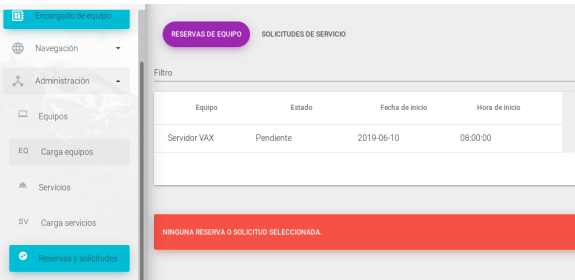 Encargado de equipo
Navegación
Administración
Equipos
EQ Carga equipos
Servicios
SV Carga servicios
Reservas y solicitudes
RESERVAS DE EQUIPO SOLICITUDES DE SERVICIO
Filtro
Equipo Estado Fecha de inicio Hora de inicio
Servidor VAX Pendiente 2019-06-10 08:00:00
NINGUNA RESERVA O SOLICITUD SELECCIONADA.